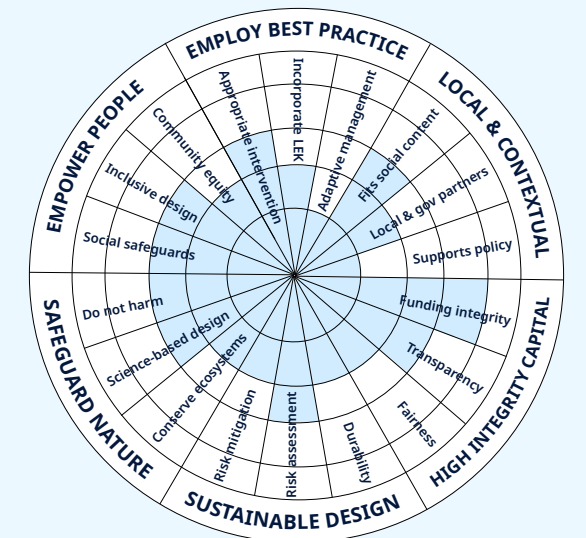 EMPLOY BEST PRACTICE
LOCAL & CONTEXTUAL
HIGH INTEGRITY CAPITAL
SUSTAINABLE DESIGN
SAFEGUARD NATURE
EMPOWER PEOPLE
Appropriate intervention
Incorporate LEK
Adaptive management
Fits social content
Local & gov partners
Supports policy
Funding integrity
Transparency
Fairness
Durability
Risk assessment
Risk mitigation
Conserve ecosystems
Science-based design
Do not harm
Social safeguards
Inclusive design
Community equity